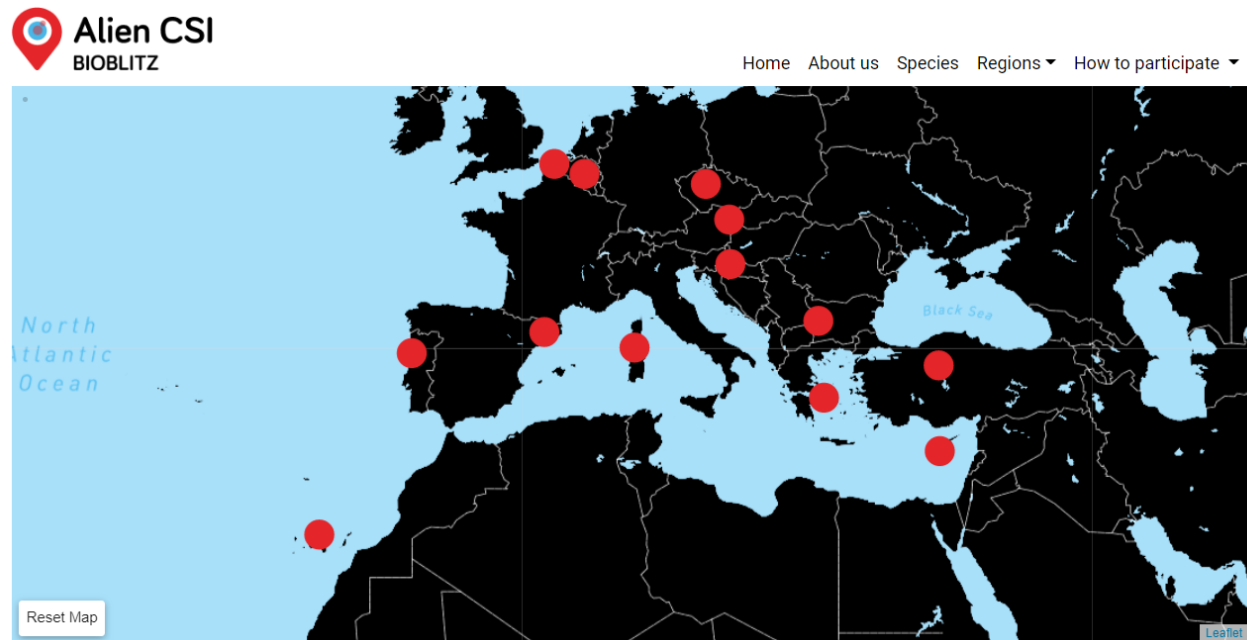 Alien CSI
BIOBLITZ
Home About us Species Regions How to participate
Black Sea
North
Atlantic
Ocean
Reset Map
Leaflet